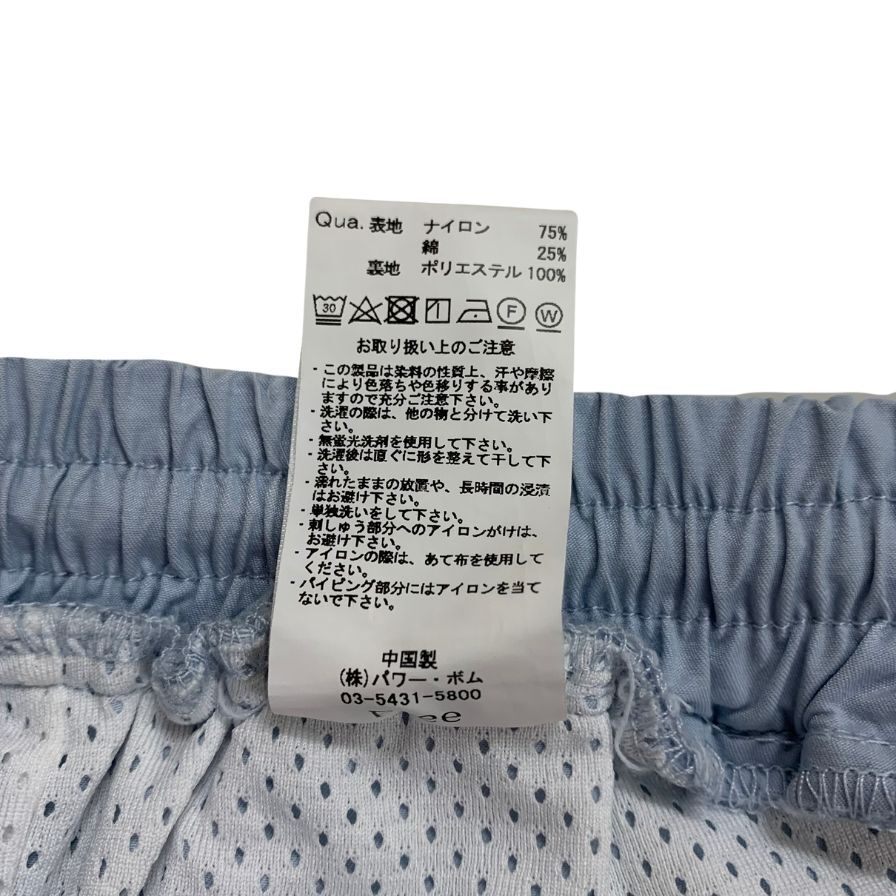 Qua. 表地 ナイロン 75%
綿 25%
裏地 ポリエステル 100%
30
F W
お取り扱い上のご注意
・この製品は染料の性質上、汗や摩擦
により色落ちや色移りする事があり
ますので充分ご注意下さい。
・洗濯の際は、他の物と分けて洗い下
さい。
・無蛍光洗剤を使用して下さい。
・洗濯後は直ぐに形を整えて干して下
さい。
・濡れたままの放置や、長時間の浸漬
はお避け下さい。
・単独洗いをして下さい。
・刺しゅう部分へのアイロンがけは、
お避け下さい。
・アイロンの際は、あて布を使用して
ください。
・パイピング部分にはアイロンを当て
ないで下さい。
中国製
(株)パワー・ボム
03-5431-5800